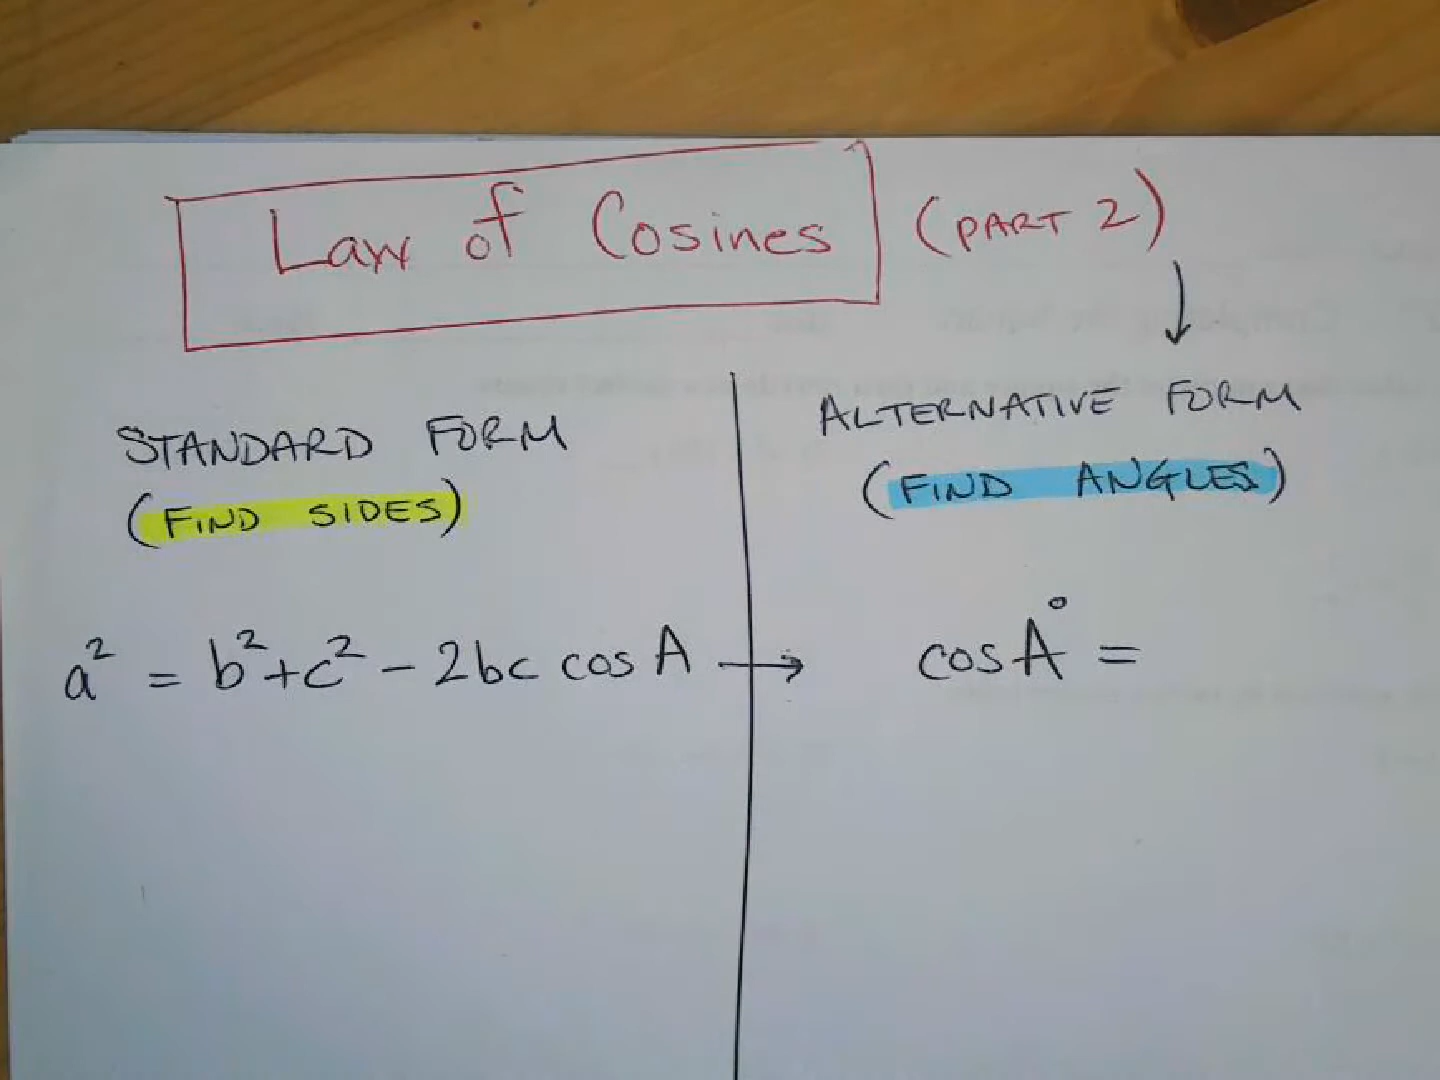 Law of Cosines (PART 2)
STANDARD FORM
(FIND SIDES)
a² = b²+c² - 2bc cos A →
ALTERNATIVE FORM
(FIND ANGLES)
cos A° =